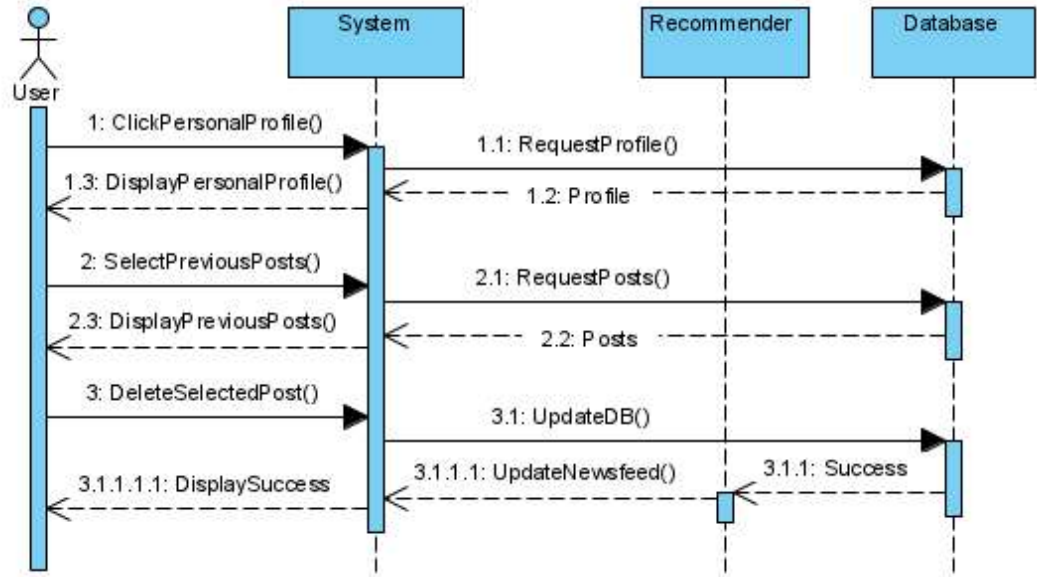 System
Recommender
Database
User
1: ClickPersonalProfile()
1.1: RequestProfile()
1.2: Profile
1.3: DisplayPersonalProfile()
2: SelectPreviousPosts()
2.1: RequestPosts()
2.2: Posts
2.3: DisplayPreviousPosts()
3: DeleteSelectedPost()
3.1: UpdateDB()
3.1.1: Success
3.1.1.1: UpdateNewsfeed()
3.1.1.1.1: DisplaySuccess